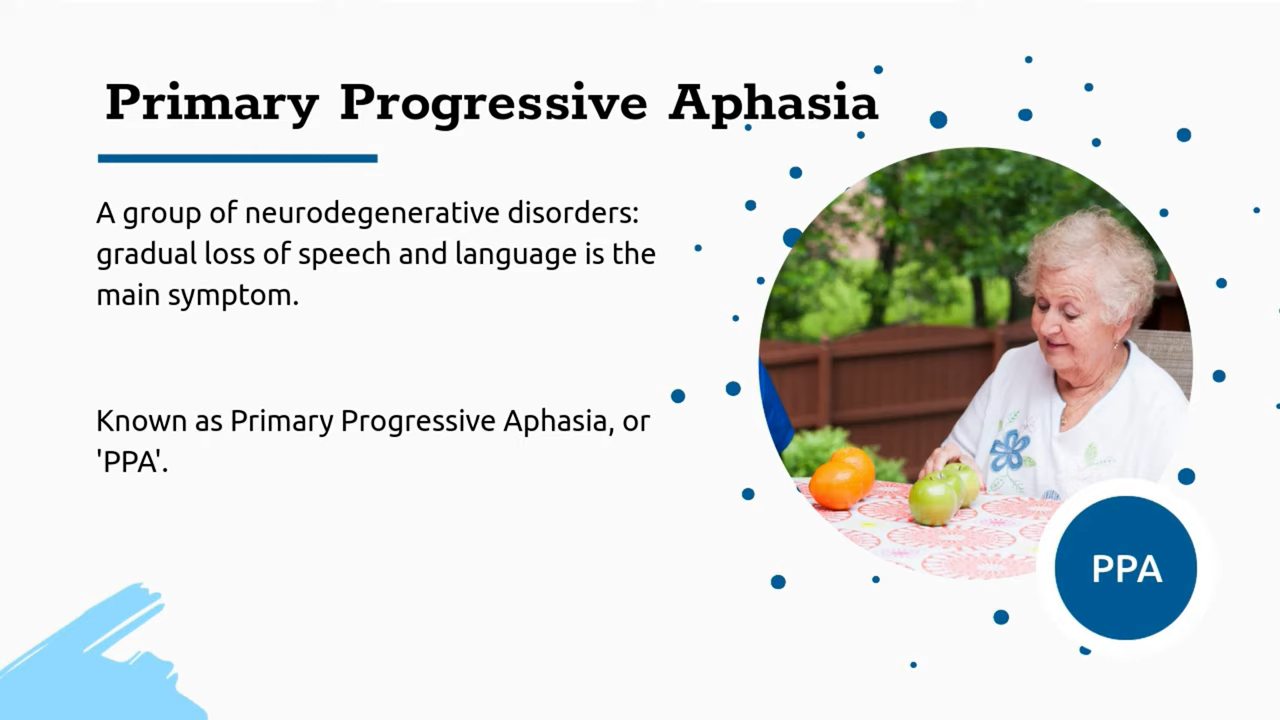 Primary Progressive Aphasia
A group of neurodegenerative disorders:
gradual loss of speech and language is the
main symptom.
Known as Primary Progressive Aphasia, or
'PPA'.
PPA